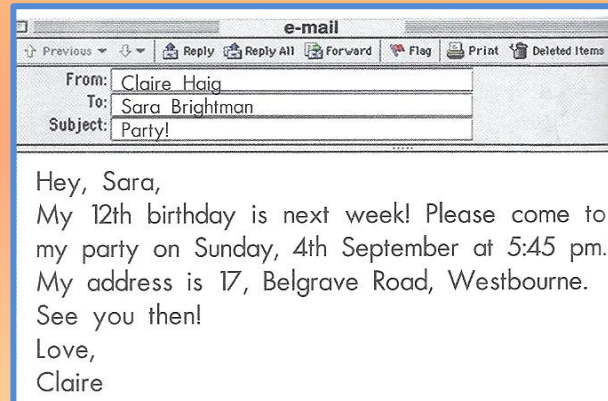 e-mail
Previous Reply Reply All Forward Flag Print Deleted Items
From: Claire Haig
To: Sara Brightman
Subject: Party!
Hey, Sara,
My 12th birthday is next week! Please come to
my party on Sunday, 4th September at 5:45 pm.
My address is 17, Belgrave Road, Westbourne.
See you then!
Love,
Claire